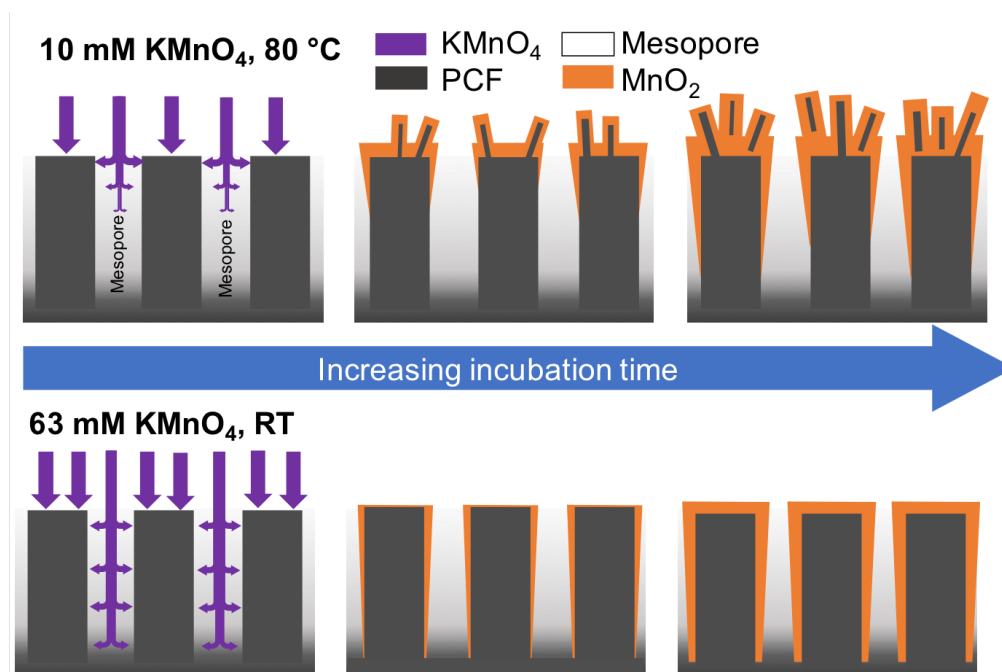 10 mM KMnO₄, 80 °C
KMnO₄
Mesopore
PCF
MnO₂
Mesopore
Mesopore
Increasing incubation time
63 mM KMnO₄, RT